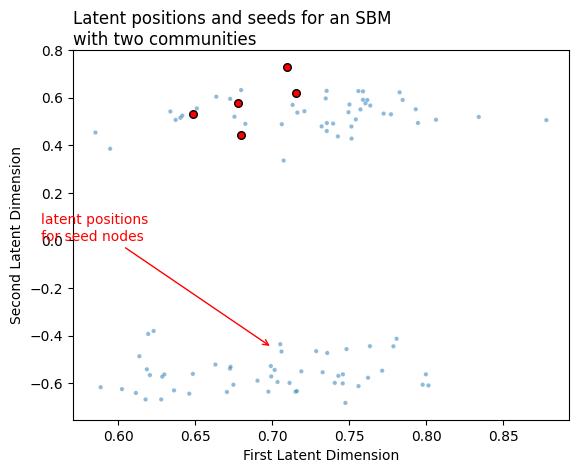 Latent positions and seeds for an SBM
with two communities
0.8
0.6
0.4
0.2
0.0
−0.2
−0.4
−0.6
Second Latent Dimension
latent positions
for seed nodes
0.60
0.65
0.70
0.75
0.80
0.85
First Latent Dimension